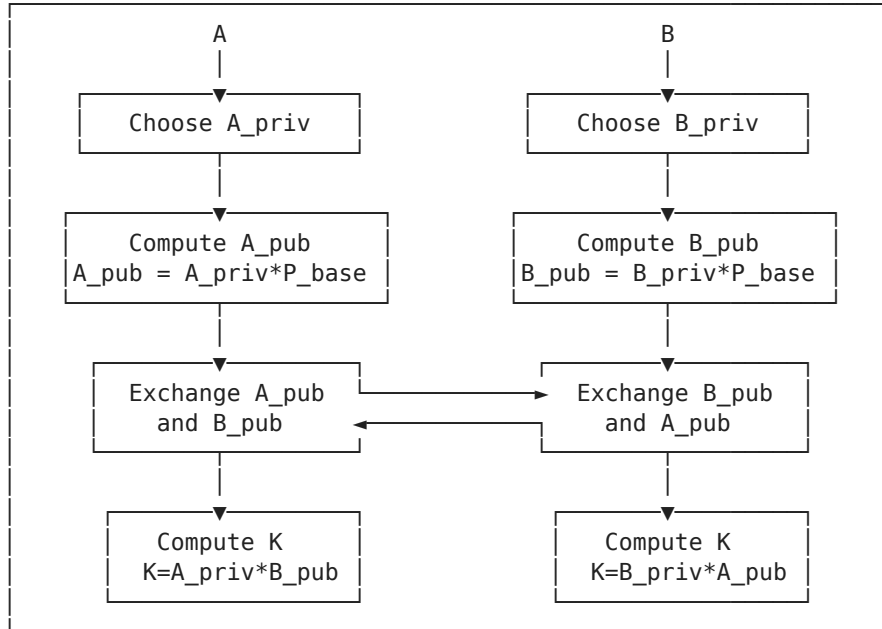 A B
Choose A_priv Choose B_priv
Compute A_pub Compute B_pub
A_pub = A_priv*P_base B_pub = B_priv*P_base
Exchange A_pub Exchange B_pub
and B_pub and A_pub
Compute K Compute K
K=A_priv*B_pub K=B_priv*A_pub